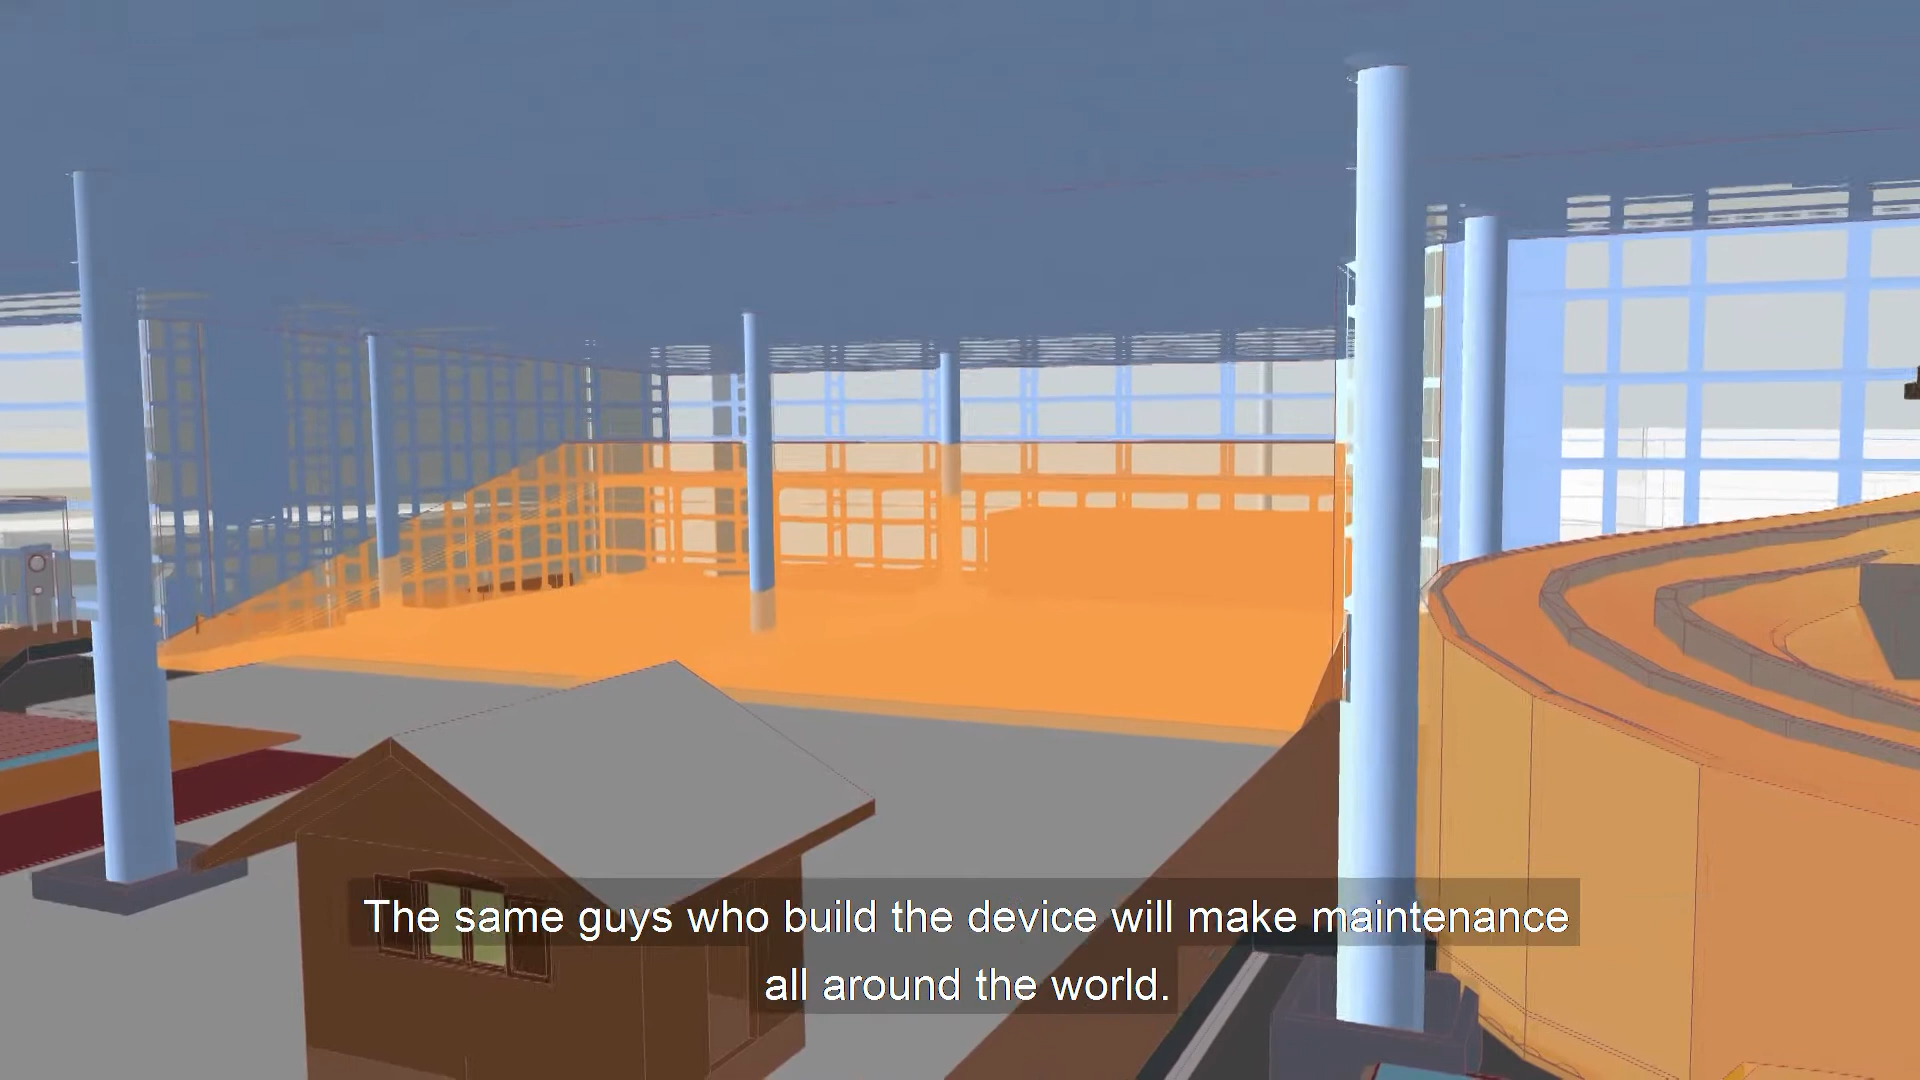 The same guys who build the device will make maintenance
all around the world.